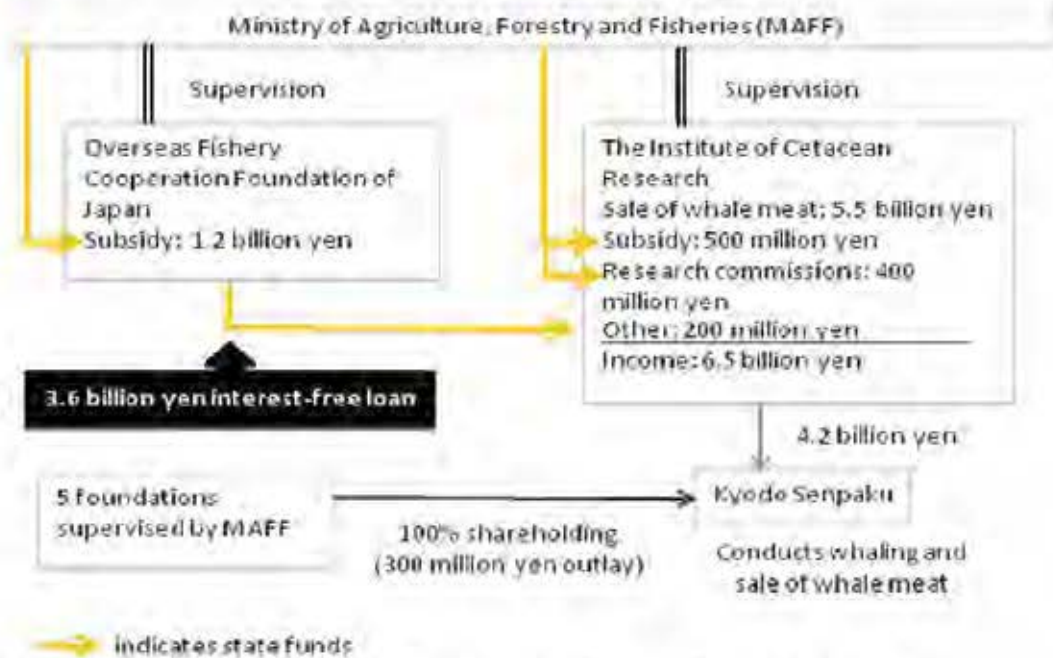 Ministry of Agriculture, Forestry and Fisheries (MAFF)
Supervision
Supervision
Overseas Fishery
Cooperation Foundation of
Japan
Subsidy: 1.2 billion yen
The Institute of Cetacean
Research
Sale of whale meat: 5.5 billion yen
Subsidy: 500 million yen
Research commissions: 400
million yen
Other: 200 million yen
Income: 6.5 billion yen
3.6 billion yen interest-free loan
4.2 billion yen
5 foundations
supervised by MAFF
100% shareholding
(300 million yen outlay)
Kyodo Senpaku
Conducts whaling and
sale of whale meat
indicates state funds